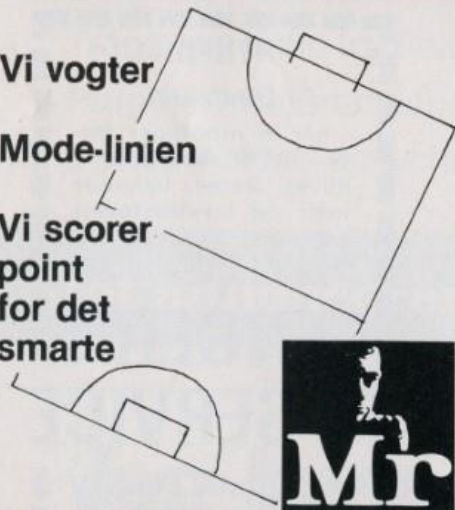 Vi vogter
Mode-linien
Vi scorer
point
for det
smarte
Mr